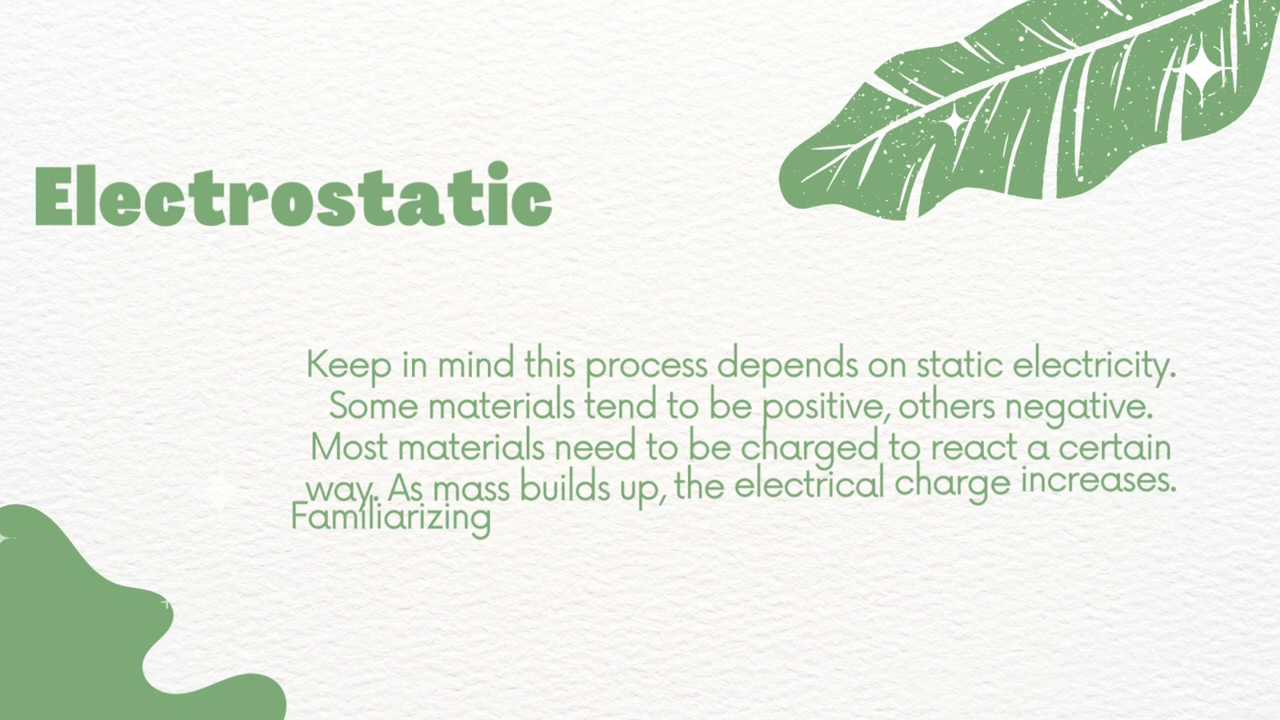 Electrostatic
Keep in mind this process depends on static electricity.
Some materials tend to be positive, others negative.
Most materials need to be charged to react a certain
way. As mass builds up, the electrical charge increases.
Familiarizing